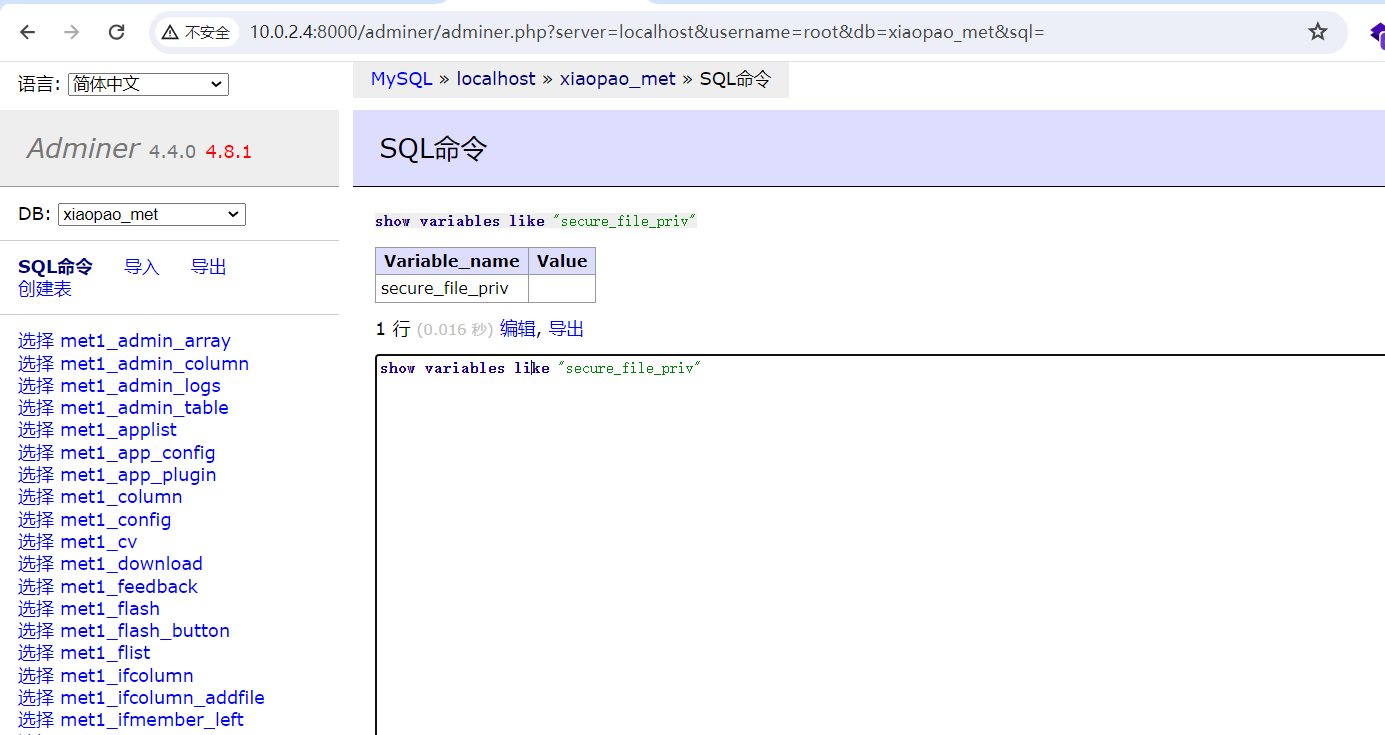 不安全 10.0.2.4:8000/adminer/adminer.php?server=localhost&username=root&db=xiaopao_met&sql=
语言: 简体中文
MySQL » localhost » xiaopao_met » SQL命令
Adminer 4.4.0 4.8.1
SQL命令
DB: xiaopao_met
SQL命令 导入 导出
创建表
show variables like "secure_file_priv"
Variable_name Value
secure_file_priv
1 行 (0.016 秒) 编辑, 导出
show variables like "secure_file_priv"
选择 met1_admin_array
选择 met1_admin_column
选择 met1_admin_logs
选择 met1_admin_table
选择 met1_applist
选择 met1_app_config
选择 met1_app_plugin
选择 met1_column
选择 met1_config
选择 met1_cv
选择 met1_download
选择 met1_feedback
选择 met1_flash
选择 met1_flash_button
选择 met1_flist
选择 met1_ifcolumn
选择 met1_ifcolumn_addfile
选择 met1_ifmember_left